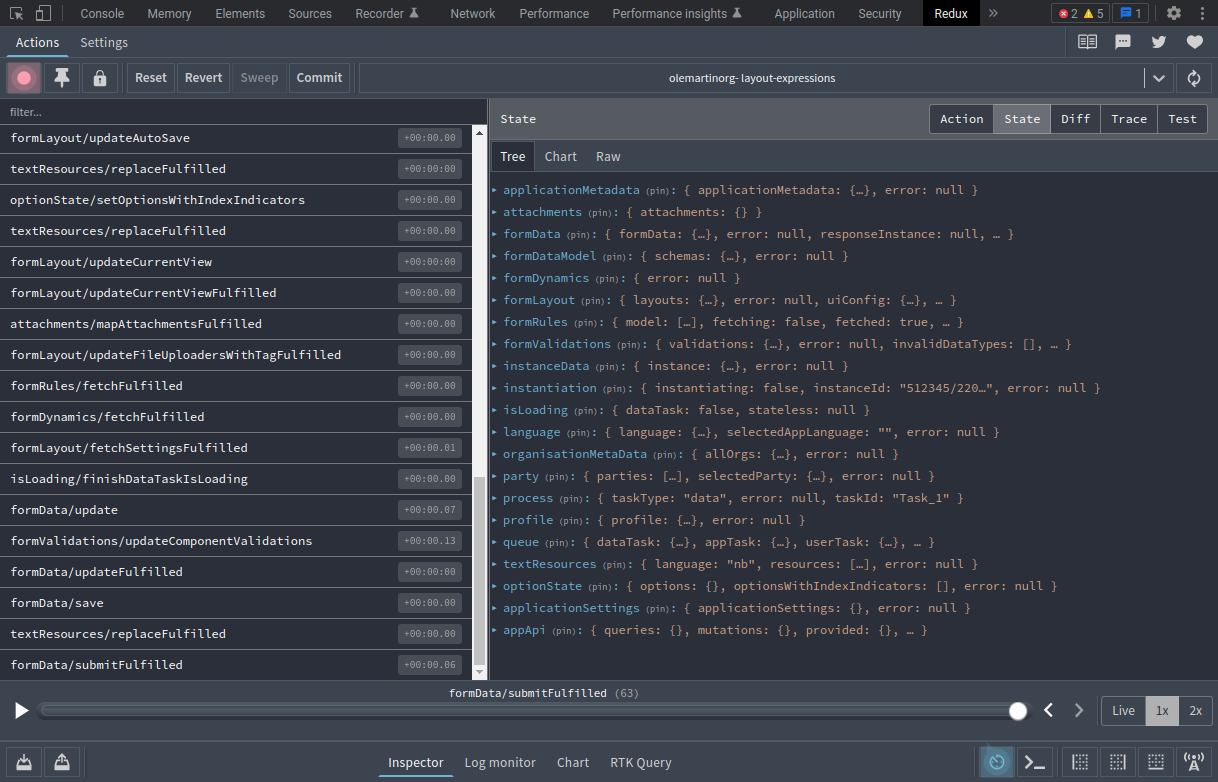 Console Memory Elements Sources Recorder Network Performance Performance insights Application Security Redux » 2 5 1
Actions Settings
Reset Revert Sweep Commit olemartinorg- layout-expressions
filter...
State Action State Diff Trace Test
Tree Chart Raw
formLayout/updateAutoSave +00:00.00
textResources/replaceFulfilled +00:00:00
optionState/setOptionsWithIndexIndicators +00:00.00
textResources/replaceFulfilled +00:00.00
formLayout/updateCurrentView +00:00:00
formLayout/updateCurrentViewFulfilled +00:00.00
attachments/mapAttachmentsFulfilled +00:00.00
formLayout/updateFileUploadersWithTagFulfilled +00:00.00
formRules/fetchFulfilled +00:00.00
formDynamics/fetchFulfilled +00:00.00
formLayout/fetchSettingsFulfilled +00:00.01
isLoading/finishDataTaskIsLoading +00:00.00
formData/update +00:00.07
formValidations/updateComponentValidations +00:00.13
formData/updateFulfilled +00:00:00
formData/save +00:00.00
textResources/replaceFulfilled +00:00.00
formData/submitFulfilled +00:00.06
applicationMetadata (pin): { applicationMetadata: {…}, error: null }
attachments (pin): { attachments: {} }
formData (pin): { formData: {…}, error: null, responseInstance: null, … }
formDataModel (pin): { schemas: {…}, error: null }
formDynamics (pin): { error: null }
formLayout (pin): { layouts: {…}, error: null, uiConfig: {…}, … }
formRules (pin): { model: […], fetching: false, fetched: true, … }
formValidations (pin): { validations: {…}, error: null, invalidDataTypes: [], … }
instanceData (pin): { instance: {…}, error: null }
instantiation (pin): { instantiating: false, instanceId: "512345/220…", error: null }
isLoading (pin): { dataTask: false, stateless: null }
language (pin): { language: {…}, selectedAppLanguage: "", error: null }
organisationMetaData (pin): { allOrgs: {…}, error: null }
party (pin): { parties: […], selectedParty: {…}, error: null }
process (pin): { taskType: "data", error: null, taskId: "Task_1" }
profile (pin): { profile: {…}, error: null }
queue (pin): { dataTask: {…}, appTask: {…}, userTask: {…}, … }
textResources (pin): { language: "nb", resources: […], error: null }
optionState (pin): { options: {}, optionsWithIndexIndicators: [], error: null }
applicationSettings (pin): { applicationSettings: {}, error: null }
appApi (pin): { queries: {}, mutations: {}, provided: {}, … }
formData/submitFulfilled (63)
Live 1x 2x
Inspector Log monitor Chart RTK Query